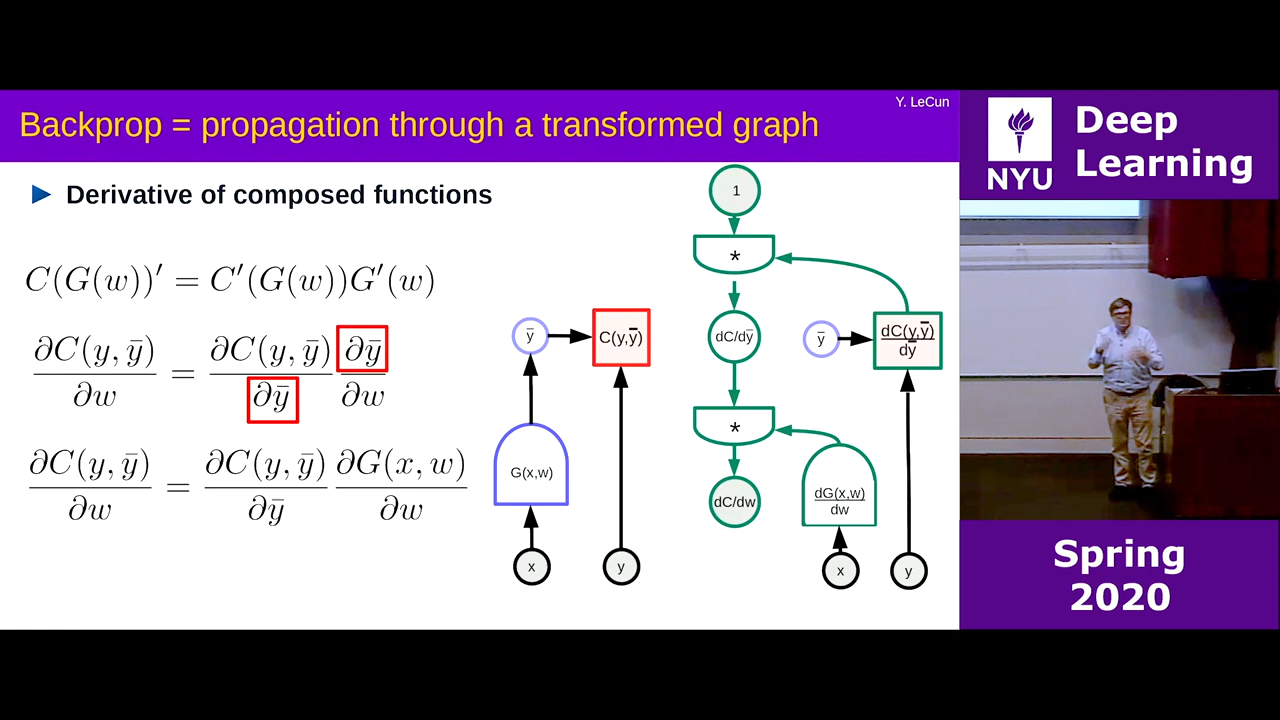 Y. LeCun
Backprop = propagation through a transformed graph
► Derivative of composed functions
C(G(w))′ = C′(G(w))G′(w)
∂C(y, ȳ)/∂w = ∂C(y, ȳ)/∂ȳ ∂ȳ/∂w
∂C(y, ȳ)/∂w = ∂C(y, ȳ)/∂ȳ ∂G(x, w)/∂w
ȳ
C(y,ȳ)
G(x,w)
x
y
1
*
dC/dȳ
*
dC/dw
ȳ
dC(y,ȳ)
dȳ
dG(x,w)
dw
x
y
NYU
Deep
Learning
Spring
2020